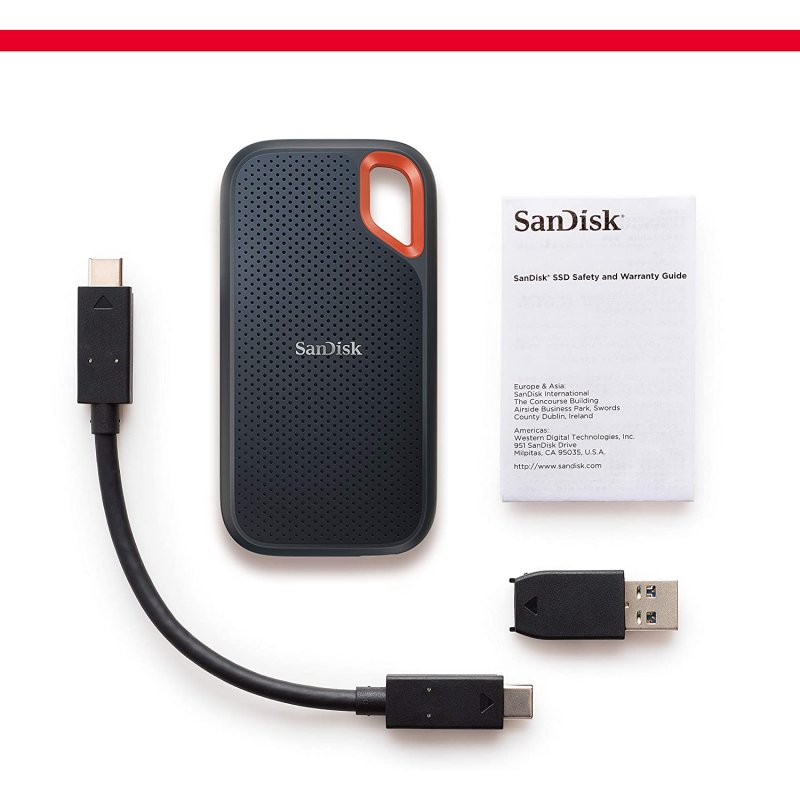 SanDisk
SanDisk®
SanDisk® SSD Safety and Warranty Guide
Europe & Asia:
SanDisk International
The Concourse Building
Airside Business Park, Swords
County Dublin, Ireland
Americas:
Western Digital Technologies, Inc.
951 SanDisk Drive
Milpitas, CA 95035, U.S.A.
http://www.sandisk.com